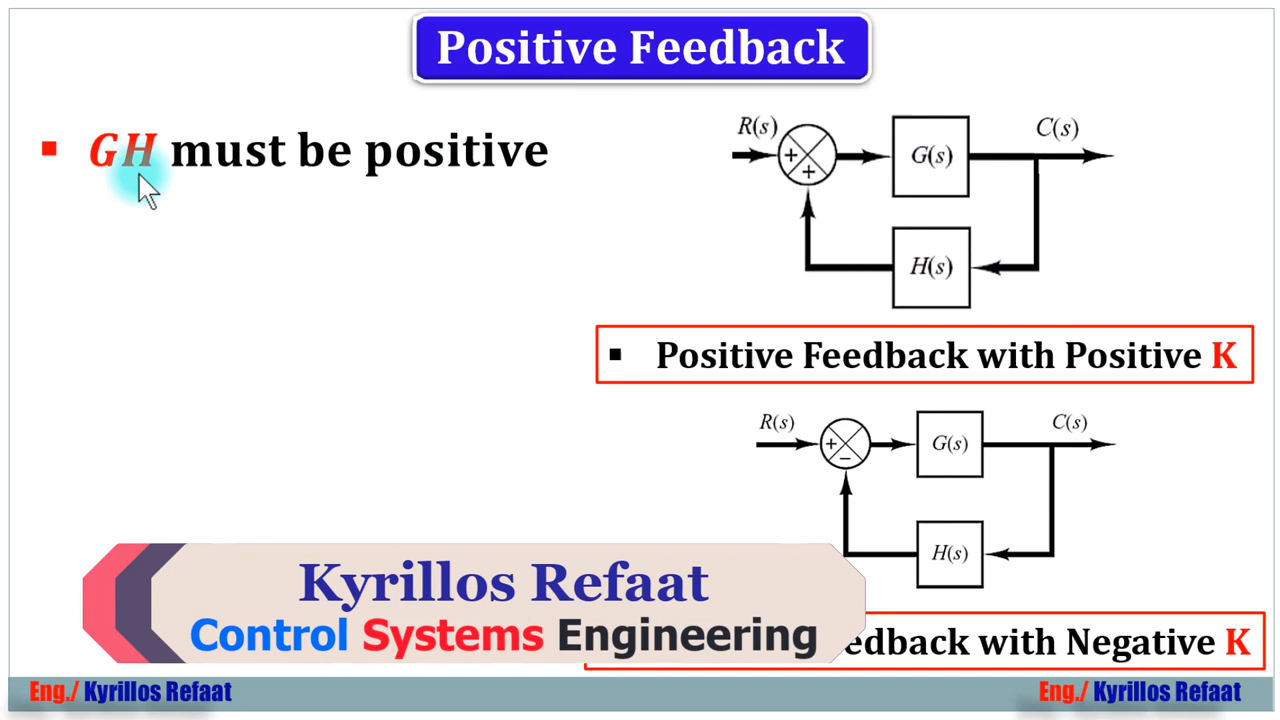 Positive Feedback
▪ GH must be positive
R(s)
C(s)
+
+
G(s)
H(s)
▪ Positive Feedback with Positive K
R(s)
C(s)
+
−
G(s)
H(s)
Kyrillos Refaat
Control Systems Engineering
edback with Negative K
Eng./ Kyrillos Refaat
Eng./ Kyrillos Refaat